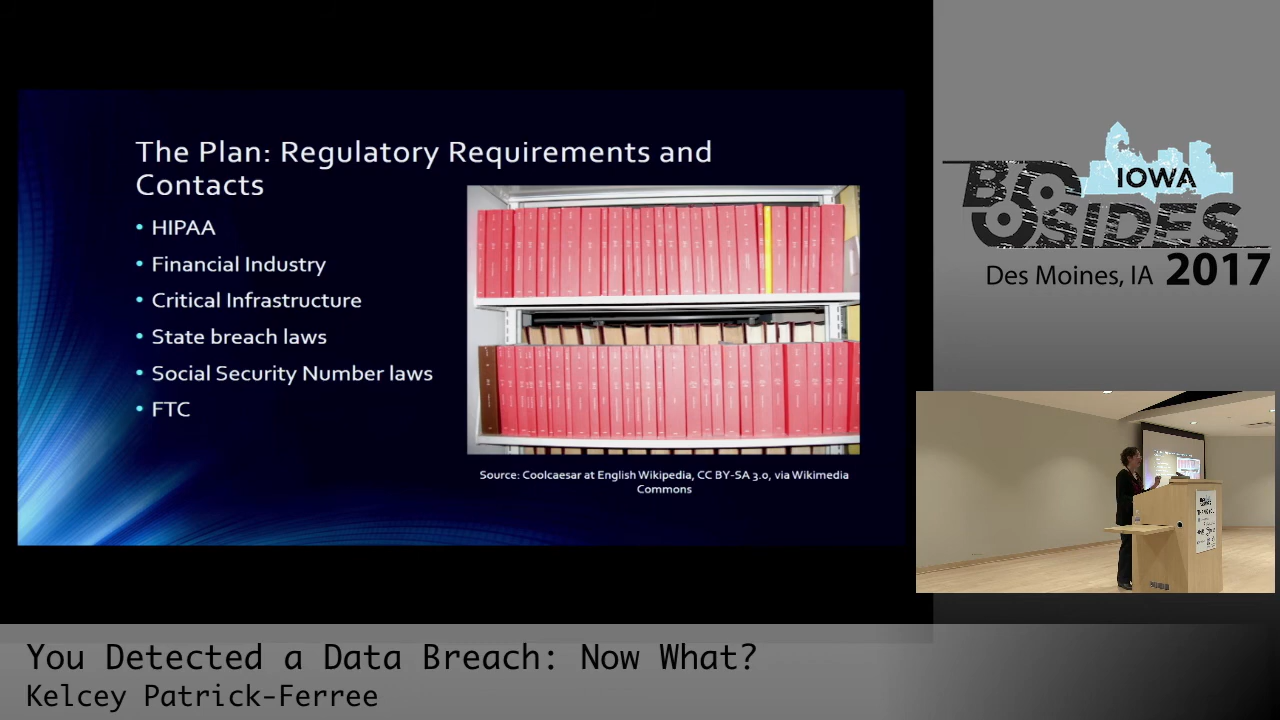 The Plan: Regulatory Requirements and
Contacts
• HIPAA
• Financial Industry
• Critical Infrastructure
• State breach laws
• Social Security Number laws
• FTC
Source: Coolcaesar at English Wikipedia, CC BY-SA 3.0, via Wikimedia
Commons
IOWA
BSIDES
Des Moines, IA 2017
You Detected a Data Breach: Now What?
Kelcey Patrick-Ferree